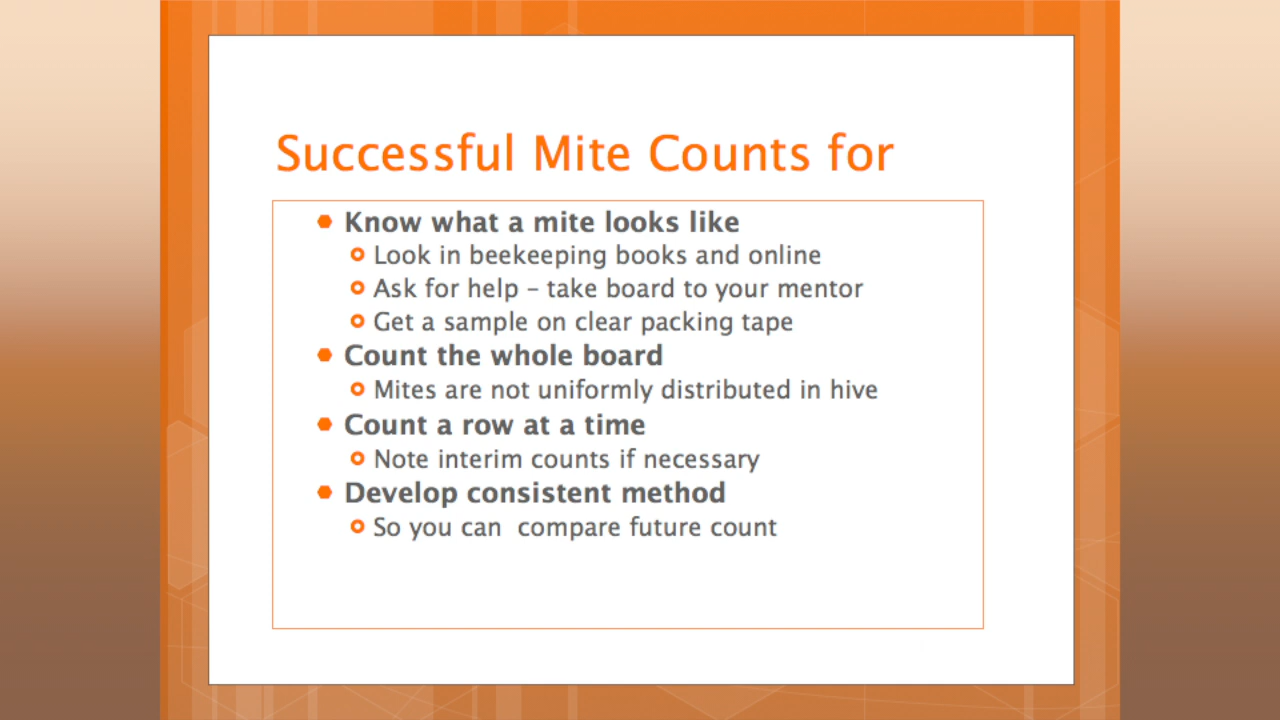 Successful Mite Counts for
Know what a mite looks like
Look in beekeeping books and online
Ask for help – take board to your mentor
Get a sample on clear packing tape
Count the whole board
Mites are not uniformly distributed in hive
Count a row at a time
Note interim counts if necessary
Develop consistent method
So you can  compare future count